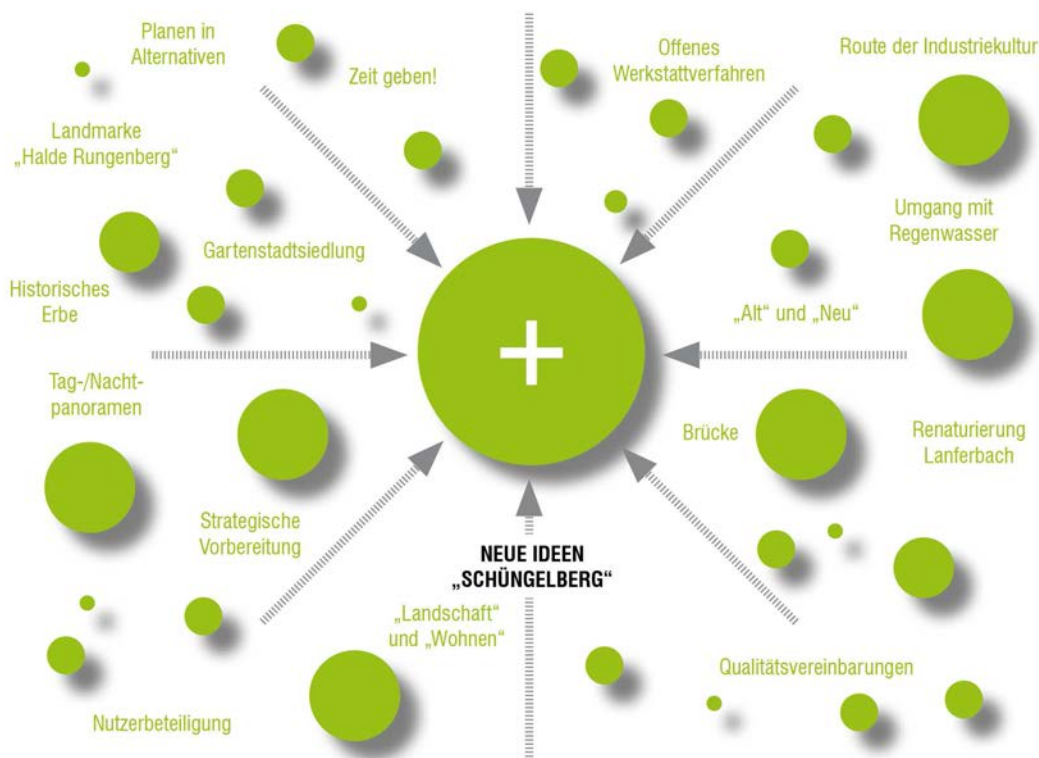 Planen in
Alternativen
Zeit geben!
Offenes
Werkstattverfahren
Route der Industriekultur
Landmarke
„Halde Rungenberg“
Gartenstadtsiedlung
Umgang mit
Regenwasser
Historisches
Erbe
„Alt“ und „Neu“
Tag-/Nacht-
panoramen
Brücke
Renaturierung
Lanferbach
Strategische
Vorbereitung
NEUE IDEEN
„SCHÜNGELBERG“
„Landschaft“
und „Wohnen“
Qualitätsvereinbarungen
Nutzerbeteiligung